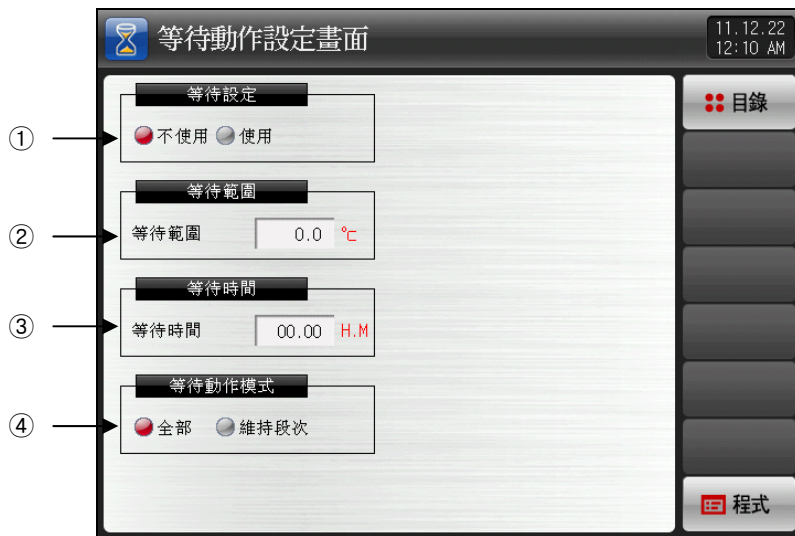 等待動作設定畫面
11.12.22
12:10 AM
目錄
等待設定
① 不使用 使用
等待範圍
② 等待範圍 0.0 ℃
等待時間
③ 等待時間 00.00 H.M
等待動作模式
④ 全部 維持段次
程式